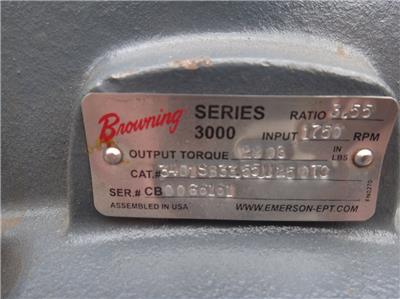 Browning SERIES 3000
RATIO 3.55
INPUT 1750 RPM
OUTPUT TORQUE IN LBS
CAT.#
SER.# CB
ASSEMBLED IN USA
WWW.EMERSON-EPT.COM